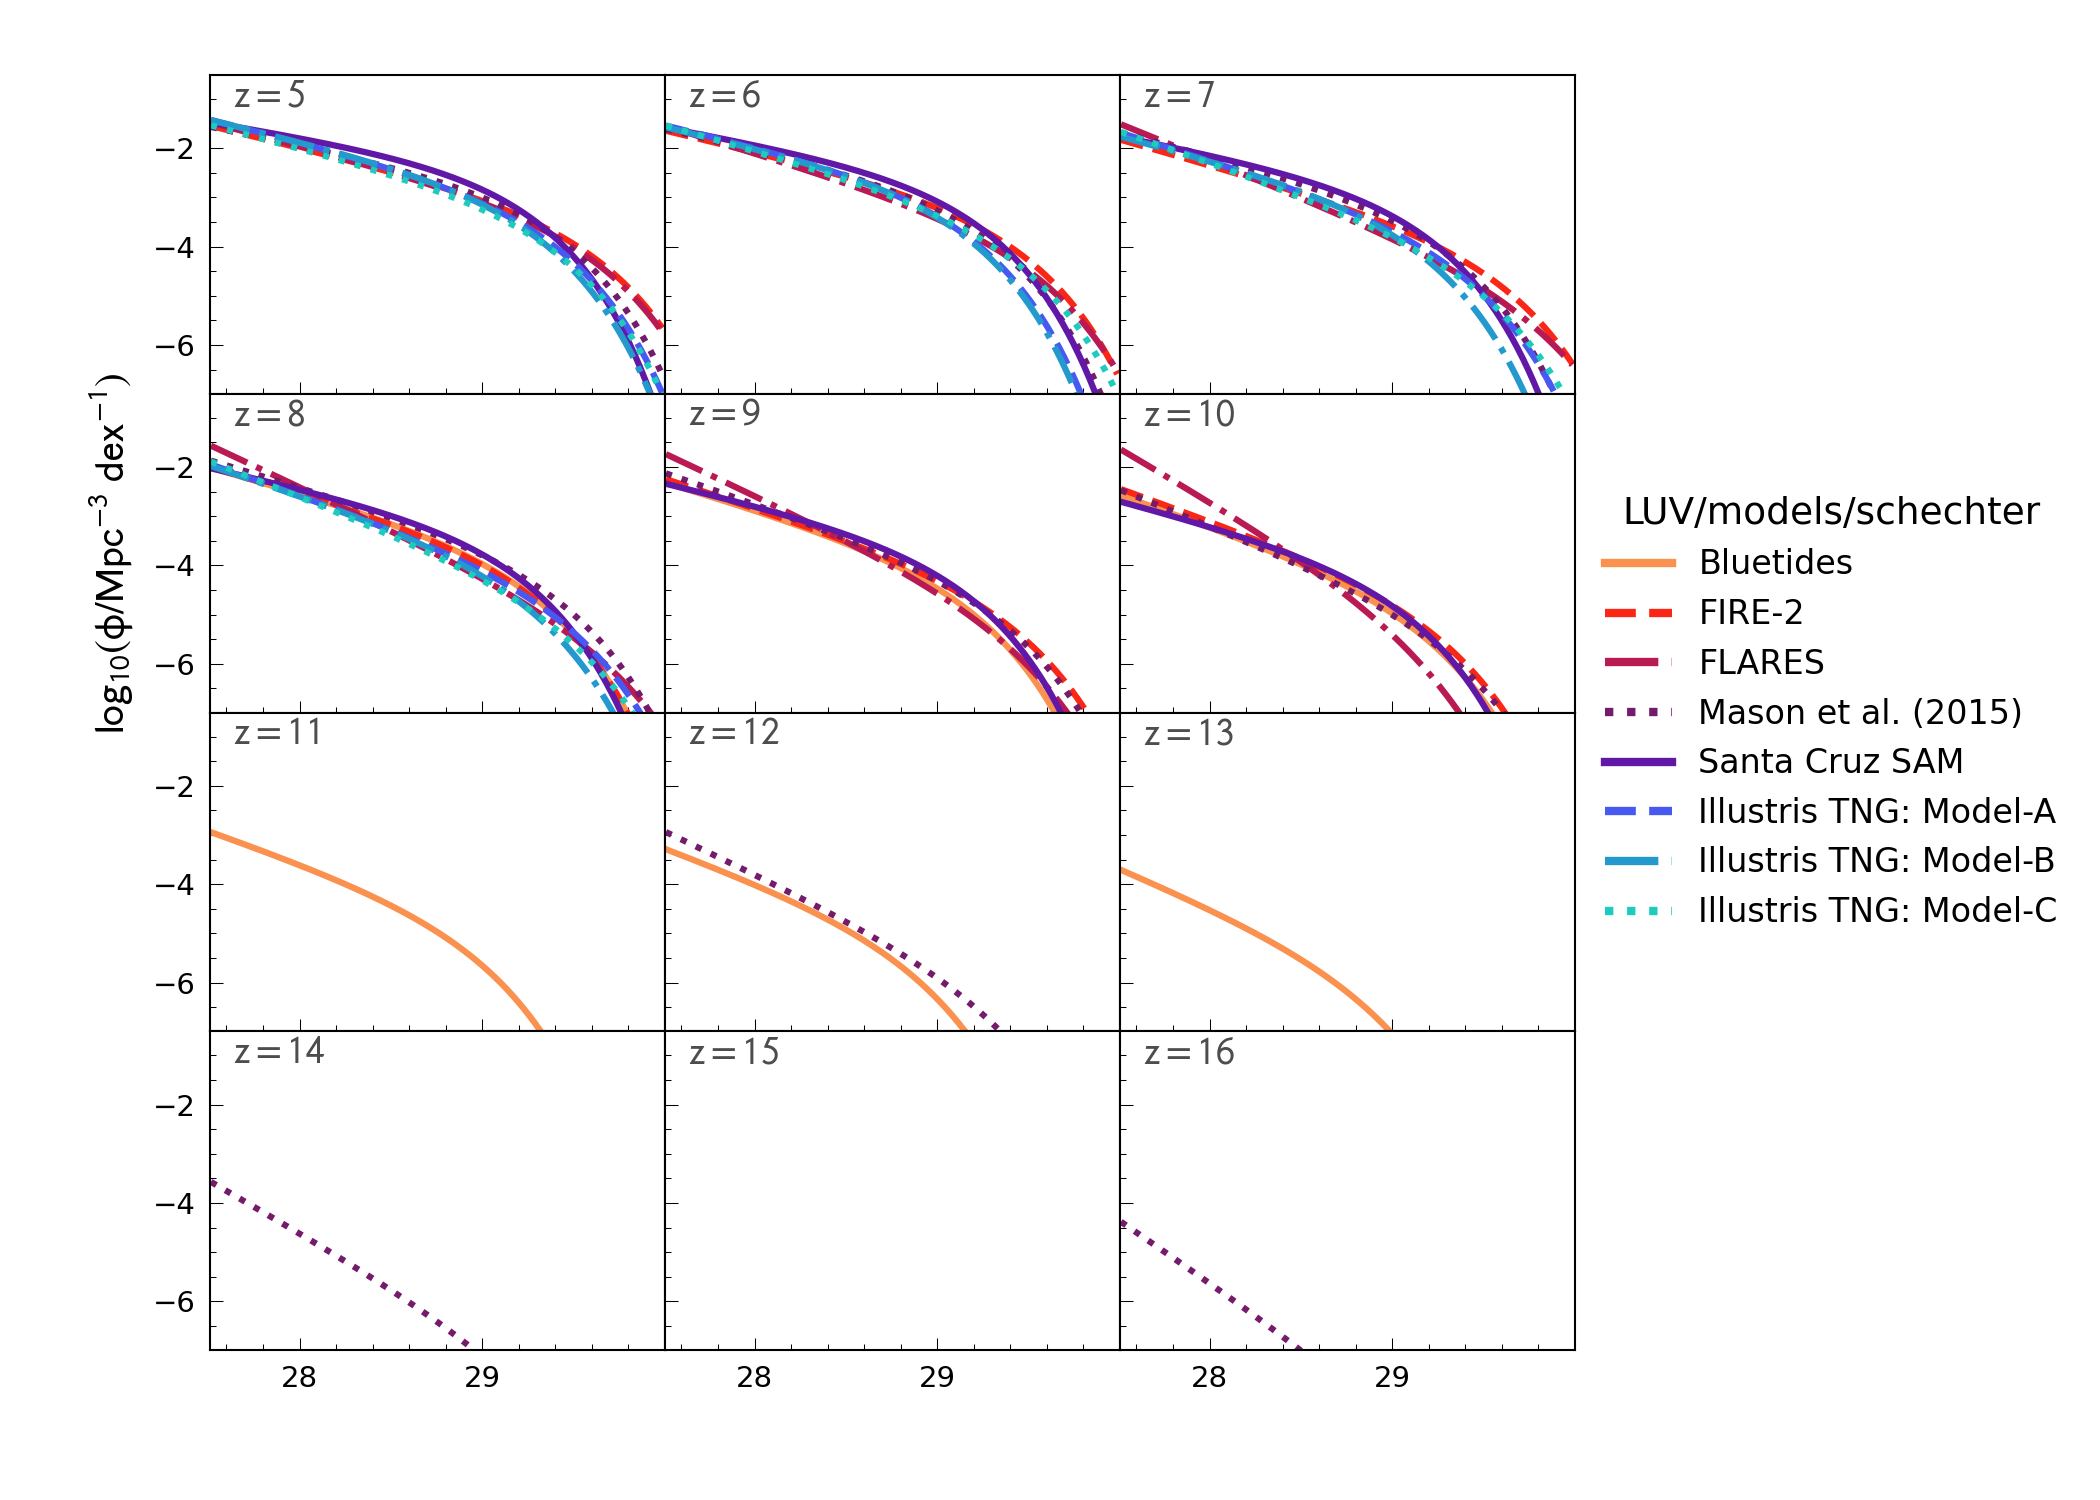 z=5
z=6
z=7
−2
−4
−6
z=8
z=9
z=10
−2
−4
−6
log₁₀(ϕ/Mpc⁻³ dex⁻¹)
z=11
z=12
z=13
−2
−4
−6
z=14
z=15
z=16
−2
−4
−6
28 29 28 29 28 29
LUV/models/schechter
Bluetides
FIRE-2
FLARES
Mason et al. (2015)
Santa Cruz SAM
Illustris TNG: Model-A
Illustris TNG: Model-B
Illustris TNG: Model-C